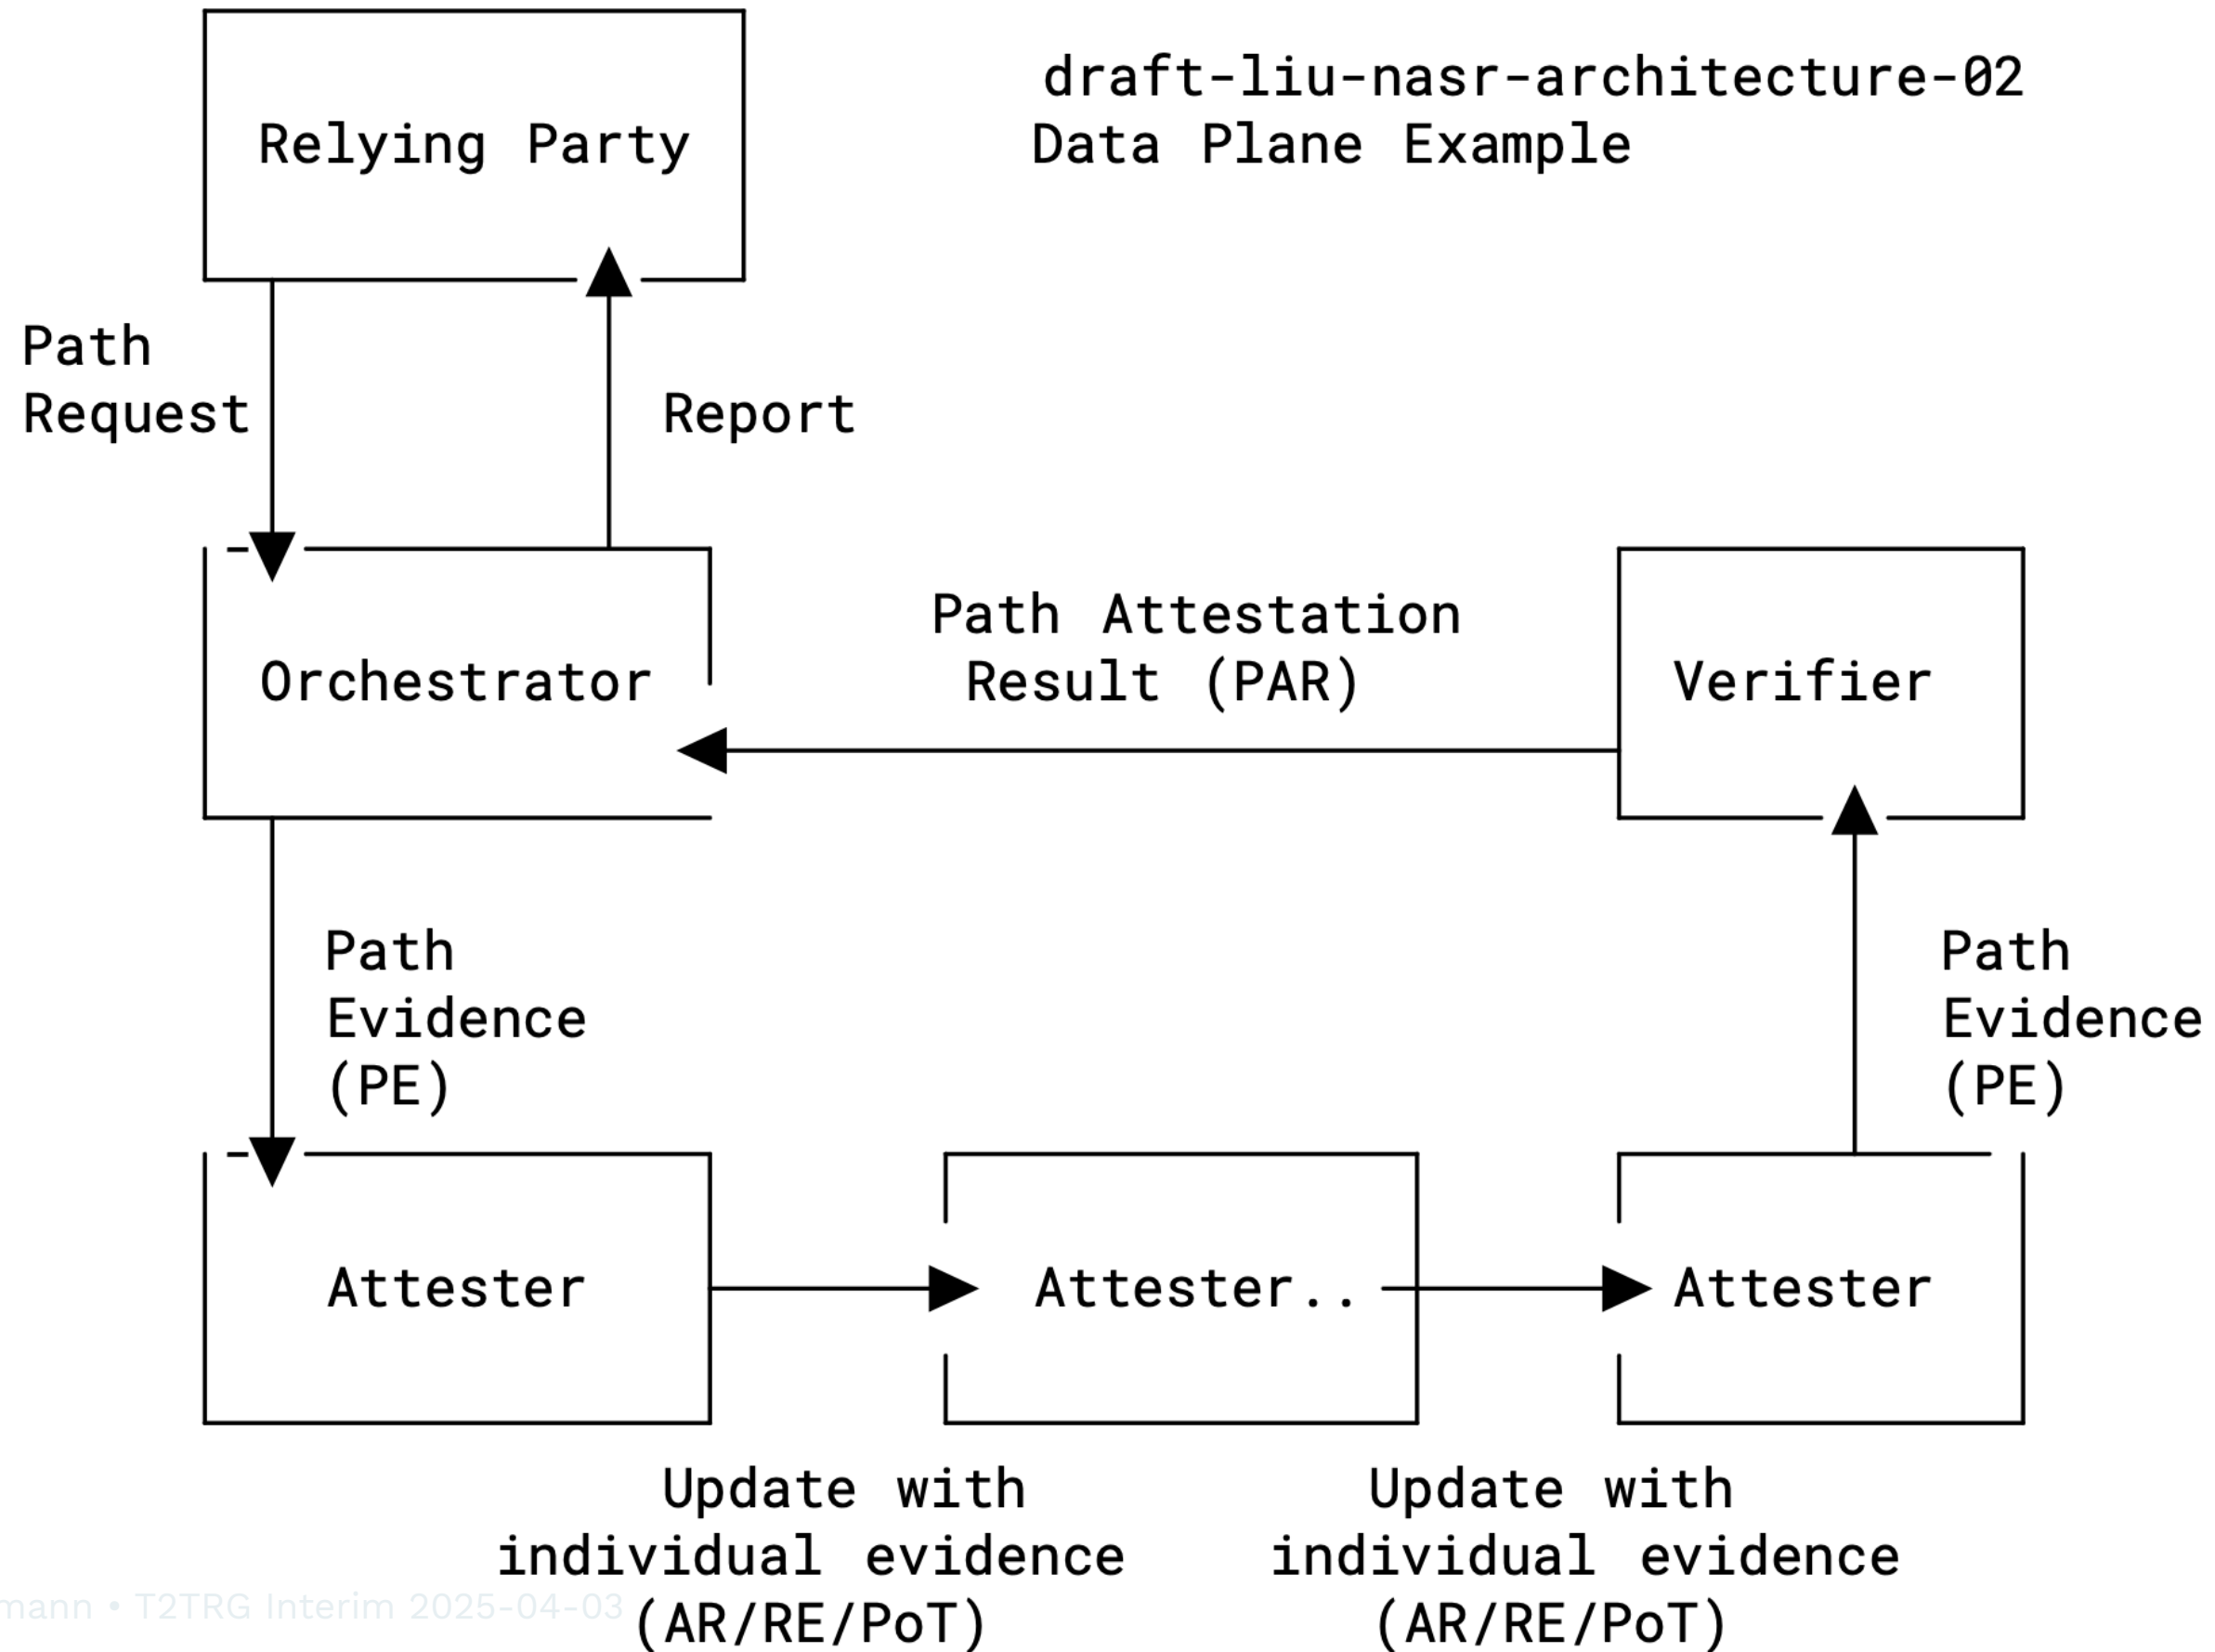 draft-liu-nasr-architecture-02
Relying Party
Data Plane Example
Path
Request
Report
Path Attestation
Result (PAR)
Orchestrator
Verifier
Path
Evidence
(PE)
Path
Evidence
(PE)
Attester
Attester..
Attester
Update with
individual evidence
(AR/RE/PoT)
Update with
individual evidence
(AR/RE/PoT)
mann • T2TRG Interim 2025-04-03